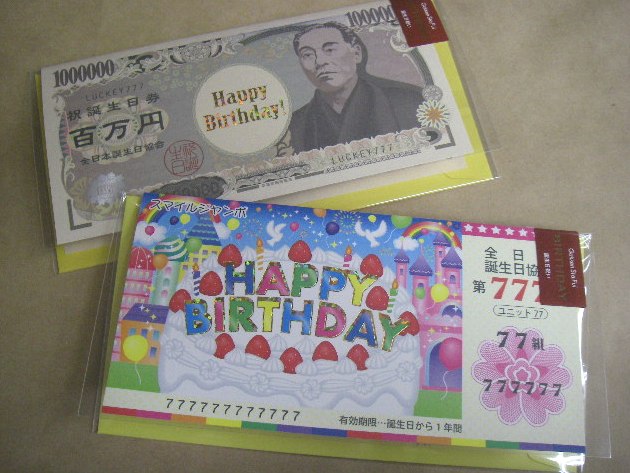 1000000
1000000
LUCKEY777
祝誕生日券
百万円
全日本誕生日協会
Happy
Birthday!
LUCKEY777
スマイルジャンボ
HAPPY
BIRTHDAY
777777777777
有効期限…誕生日から1年間
全日
誕生日協
第777
ユニット77
77組
777777